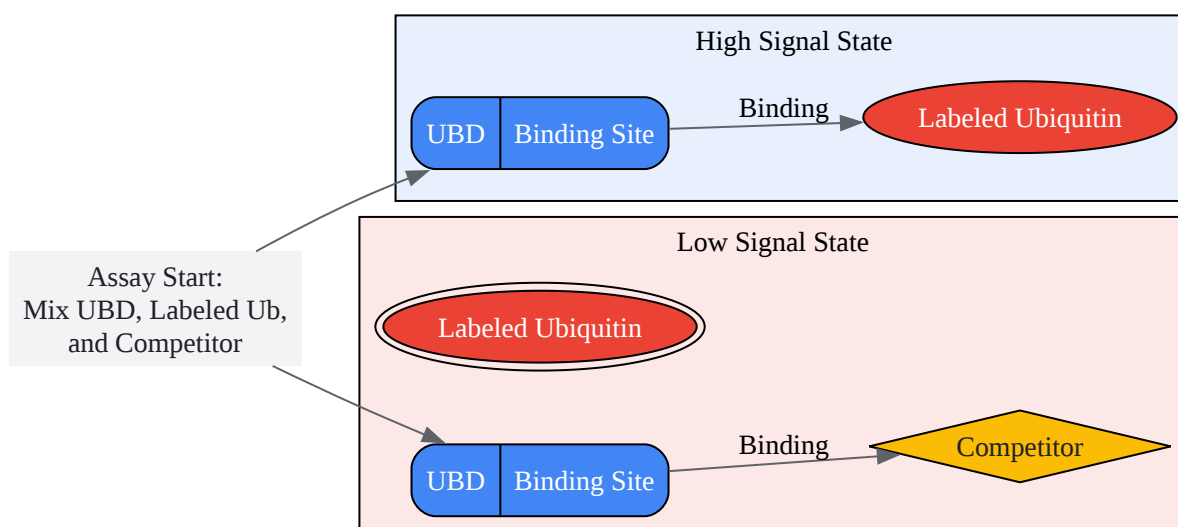 High Signal State
UBD
Binding Site
Binding
Labeled Ubiquitin
Assay Start:
Mix UBD, Labeled Ub,
and Competitor
Low Signal State
Labeled Ubiquitin
UBD
Binding Site
Binding
Competitor